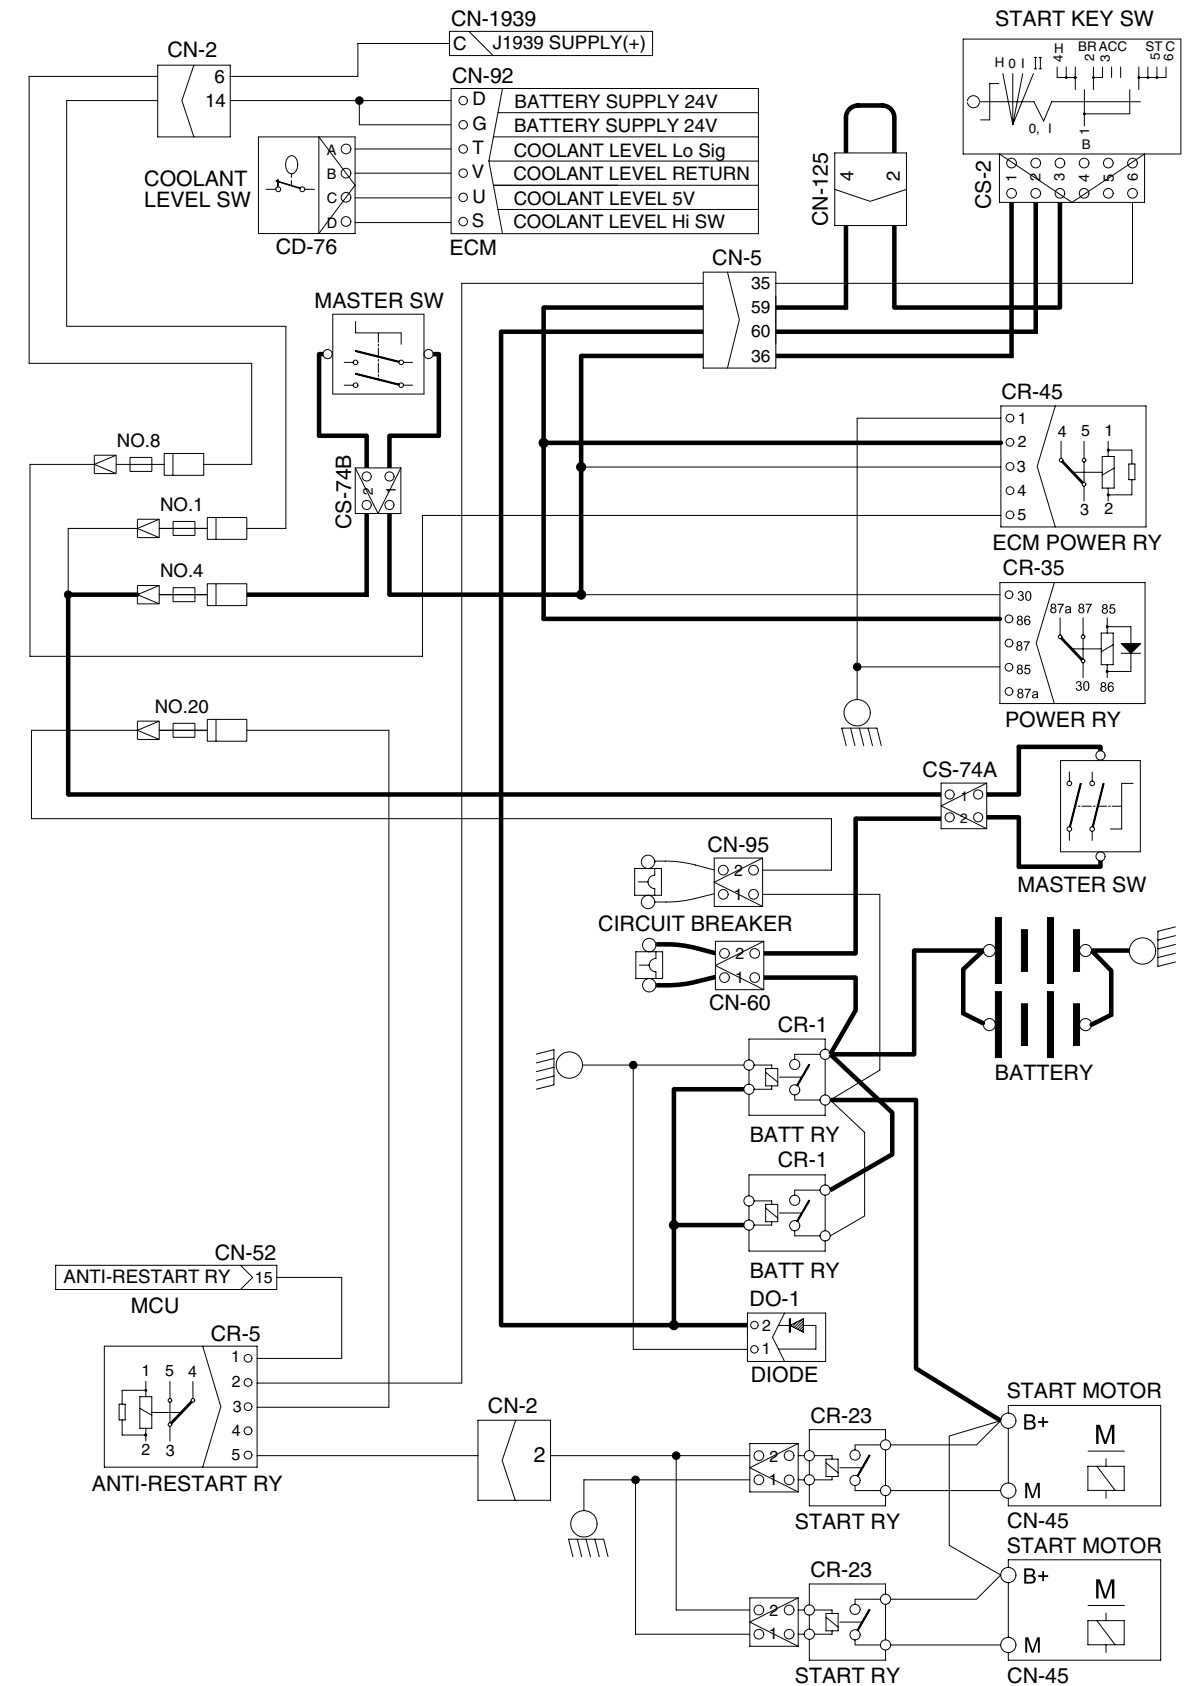 CN-1939
C J1939 SUPPLY(+)
START KEY SW
H 0 I II
H BR ACC ST C
4 2 3 5 6
0, I
1
B
CS-2
1 2 3 4 5 6
CN-2
6
14
CN-92
D BATTERY SUPPLY 24V
G BATTERY SUPPLY 24V
T COOLANT LEVEL Lo Sig
V COOLANT LEVEL RETURN
U COOLANT LEVEL 5V
S COOLANT LEVEL Hi SW
ECM
COOLANT
LEVEL SW
A
B
C
D
CD-76
CN-125
4 2
CN-5
35
59
60
36
MASTER SW
CS-74B
2 1
NO.8
NO.1
NO.4
NO.20
CR-45
1
2
3
4
5
4 5 1
3 2
ECM POWER RY
CR-35
30
86
87
85
87a
87a 87 85
30 86
POWER RY
CS-74A
1
2
MASTER SW
CN-95
2
1
CIRCUIT BREAKER
2
1
CN-60
BATTERY
CR-1
BATT RY
CR-1
BATT RY
DO-1
2
1
DIODE
CN-52
ANTI-RESTART RY 15
MCU
CR-5
1
2
3
4
5
1 5 4
2 3
ANTI-RESTART RY
CN-2
2
CR-23
2
1
START RY
START MOTOR
B+
M
M
CN-45
CR-23
2
1
START RY
START MOTOR
B+
M
M
CN-45